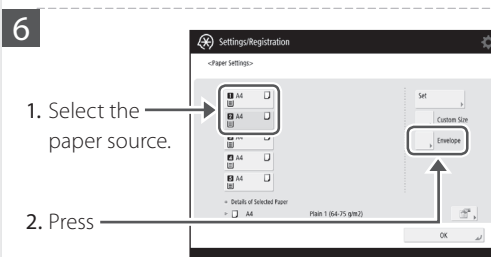 6
Settings/Registration
<Paper Settings>
1. Select the
paper source.
1 A4
2 A4
A4
4 A4
5 A4
Set
Custom Size
Envelope
Details of Selected Paper
A4 Plain 1 (64-75 g/m2)
2. Press
OK